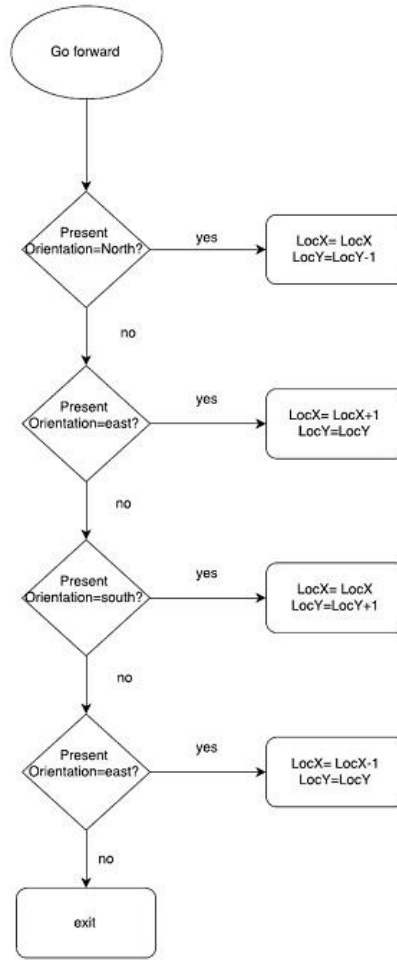 Go forward
Present
Orientation=North?
yes
LocX= LocX
LocY=LocY-1
no
Present
Orientation=east?
yes
LocX= LocX+1
LocY=LocY
no
Present
Orientation=south?
yes
LocX= LocX
LocY=LocY+1
no
Present
Orientation=east?
yes
LocX= LocX-1
LocY=LocY
no
exit